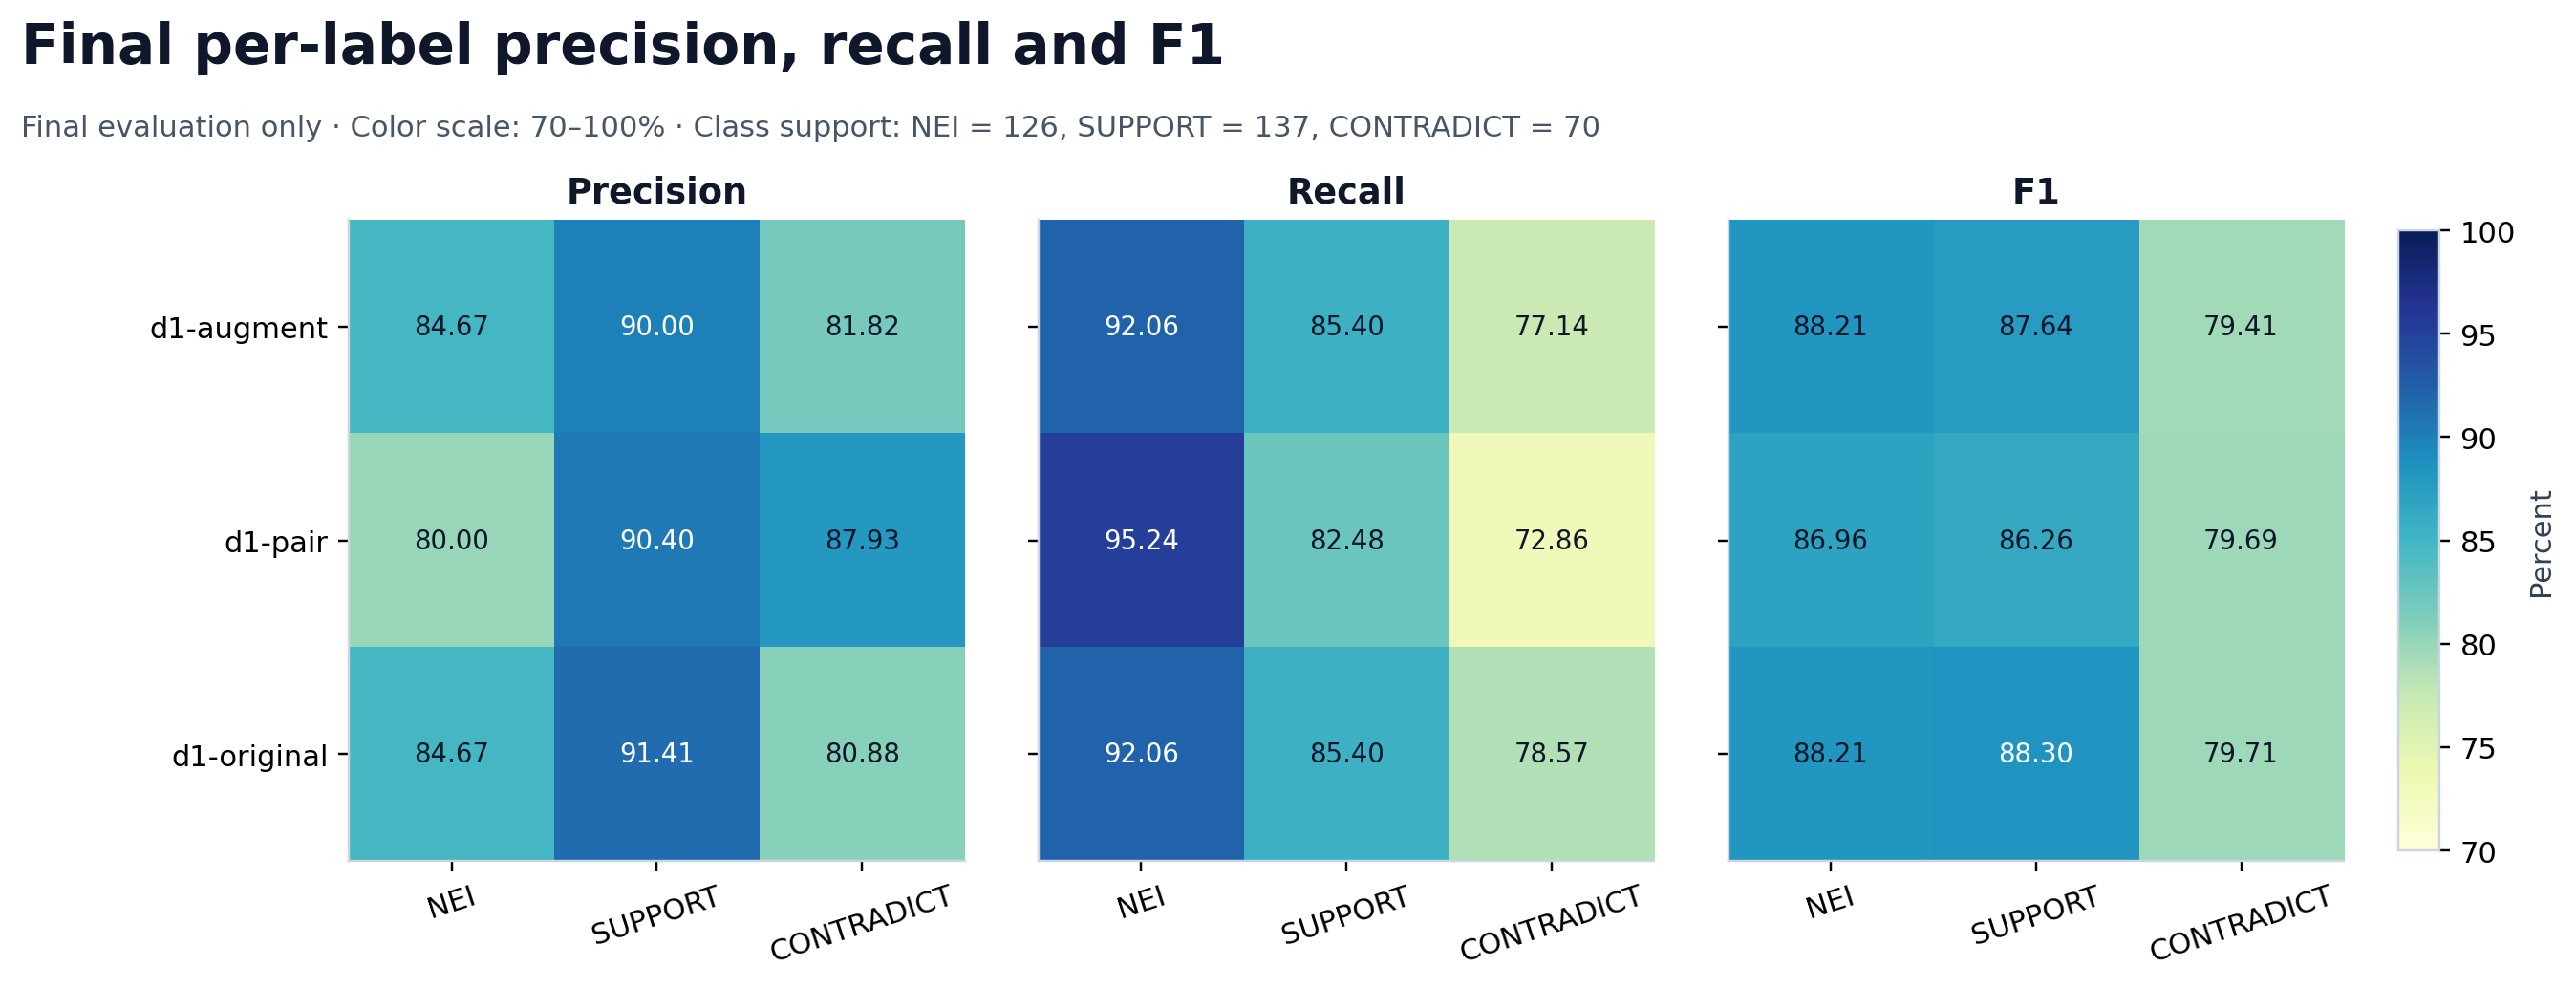 Final per-label precision, recall and F1
Final evaluation only · Color scale: 70–100% · Class support: NEI = 126, SUPPORT = 137, CONTRADICT = 70
Precision
Recall
F1
d1-augment
84.67 90.00 81.82
92.06 85.40 77.14
88.21 87.64 79.41
d1-pair
80.00 90.40 87.93
95.24 82.48 72.86
86.96 86.26 79.69
d1-original
84.67 91.41 80.88
92.06 85.40 78.57
88.21 88.30 79.71
NEI SUPPORT CONTRADICT
NEI SUPPORT CONTRADICT
NEI SUPPORT CONTRADICT
100
95
90
85
80
75
70
Percent